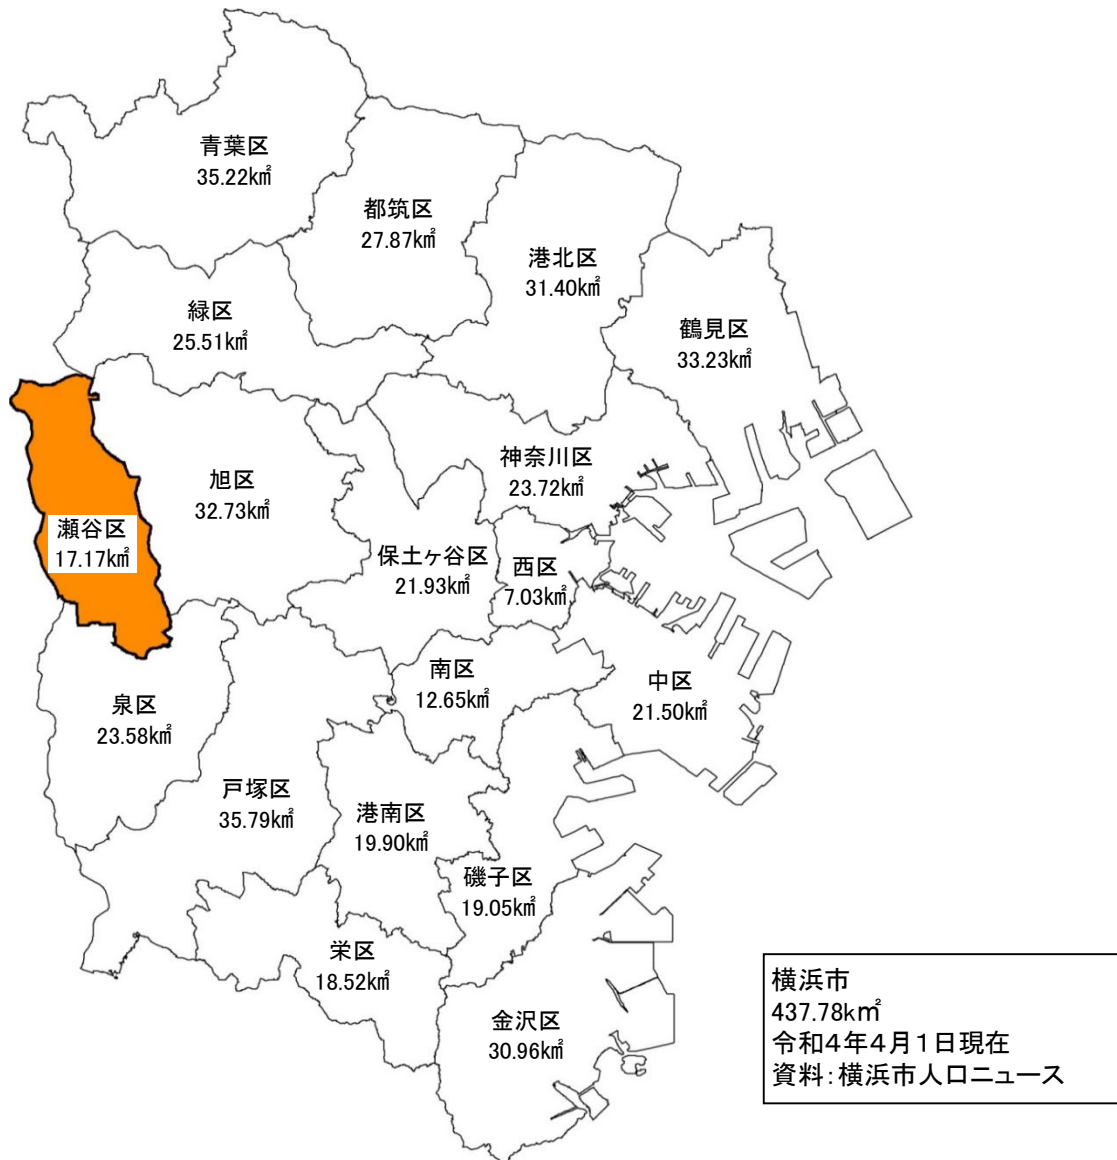 青葉区
35.22k㎡
都筑区
27.87k㎡
港北区
31.40k㎡
緑区
25.51k㎡
鶴見区
33.23k㎡
旭区
32.73k㎡
神奈川区
23.72k㎡
瀬谷区
17.17k㎡
保土ヶ谷区
21.93k㎡
西区
7.03k㎡
南区
12.65k㎡
中区
21.50k㎡
泉区
23.58k㎡
戸塚区
35.79k㎡
港南区
19.90k㎡
磯子区
19.05k㎡
栄区
18.52k㎡
金沢区
30.96k㎡
横浜市
437.78k㎡
令和4年4月1日現在
資料:横浜市人口ニュース